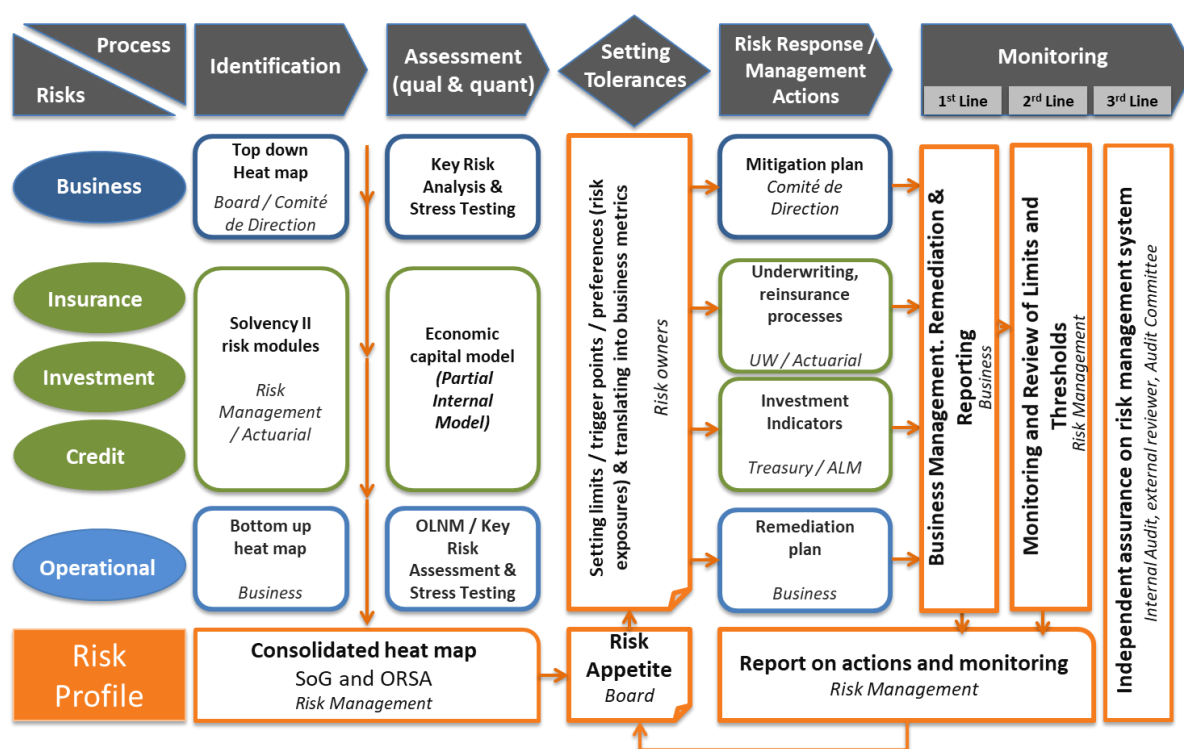 Process
Risks
Identification
Assessment
(qual & quant)
Setting
Tolerances
Risk Response /
Management
Actions
Monitoring
1st Line
2nd Line
3rd Line
Business
Top down
Heat map
Board / Comité
de Direction
Key Risk
Analysis &
Stress Testing
Setting limits / trigger points / preferences (risk
exposures) & translating into business metrics
Risk owners
Mitigation plan
Comité de
Direction
Business Management. Remediation &
Reporting
Business
Monitoring and Review of Limits and
Thresholds
Risk Management
Independent assurance on risk management system
Internal Audit, external reviewer, Audit Committee
Insurance
Investment
Credit
Solvency II
risk modules
Risk
Management
/ Actuarial
Economic
capital model
(Partial
Internal
Model)
Underwriting,
reinsurance
processes
UW / Actuarial
Investment
Indicators
Treasury / ALM
Operational
Bottom up
heat map
Business
OLNM / Key
Risk
Assessment &
Stress Testing
Remediation
plan
Business
Risk
Profile
Consolidated heat map
SoG and ORSA
Risk Management
Risk
Appetite
Board
Report on actions and monitoring
Risk Management